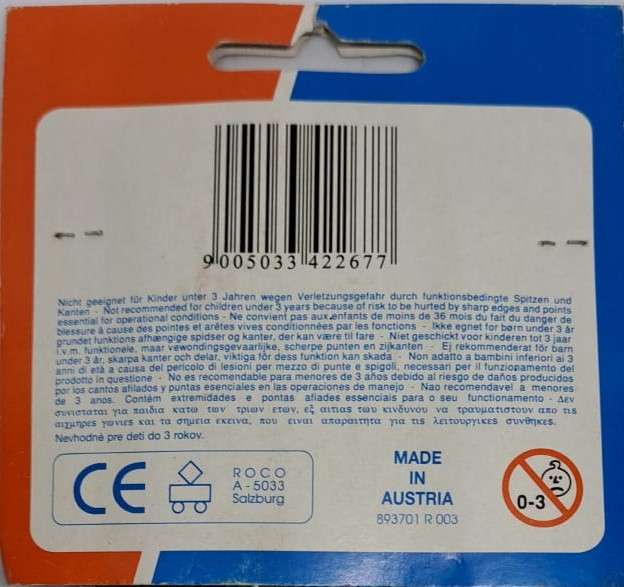 9 005033 422677
Nicht geeignet für Kinder unter 3 Jahren wegen Verletzungsgefahr durch funktionsbedingte Spitzen und
Kanten - Not recommended for children under 3 years because of risk to be hurted by sharp edges and points
essential for operational conditions - Ne convient pas aux enfants de moins de 36 mois du fait du danger de
blessure à cause des pointes et arêtes vives conditionnées par les fonctions - Ikke egnet for børn under 3 år
grundet funktions afhængige spidser og kanter, der kan være til fare - Niet geschickt voor kinderen tot 3 jaar
i.v.m. funktionele, maar vewondingsgevaarlijke, scherpe punten en zijkanten - Ej rekommenderat för barn
under 3 år, skarpa kanter och delar, viktiga för dess funktion kan skada - Non adatto a bambini inferiori ai 3
anni di età a causa del pericolo di lesioni per mezzo di punte e spigoli, necessari per il funzionamento del
prodotto in questione - No es recomendable para menores de 3 años debido al riesgo de daños producidos
por los cantos afilados y puntas esenciales en las operaciones de manejo - Nao recomendavel a menores
de 3 anos. Contém extremidades e pontas afiadas essenciais para o seu funcionamento - Δεν
συνισταται για παιδια κατω των τριων ετων, εξ αιτιας του κινδυνου να τραυματιστουν απο τις
αιχμηρες γωνιες και τα σημεια εκεινα, που ειναι απαραιτητα για τις λειτουργικες συνθηκες.
Nevhodné pre deti do 3 rokov.
CE
ROCO
A - 5033
Salzburg
MADE
IN
AUSTRIA
893701 R 003
0-3